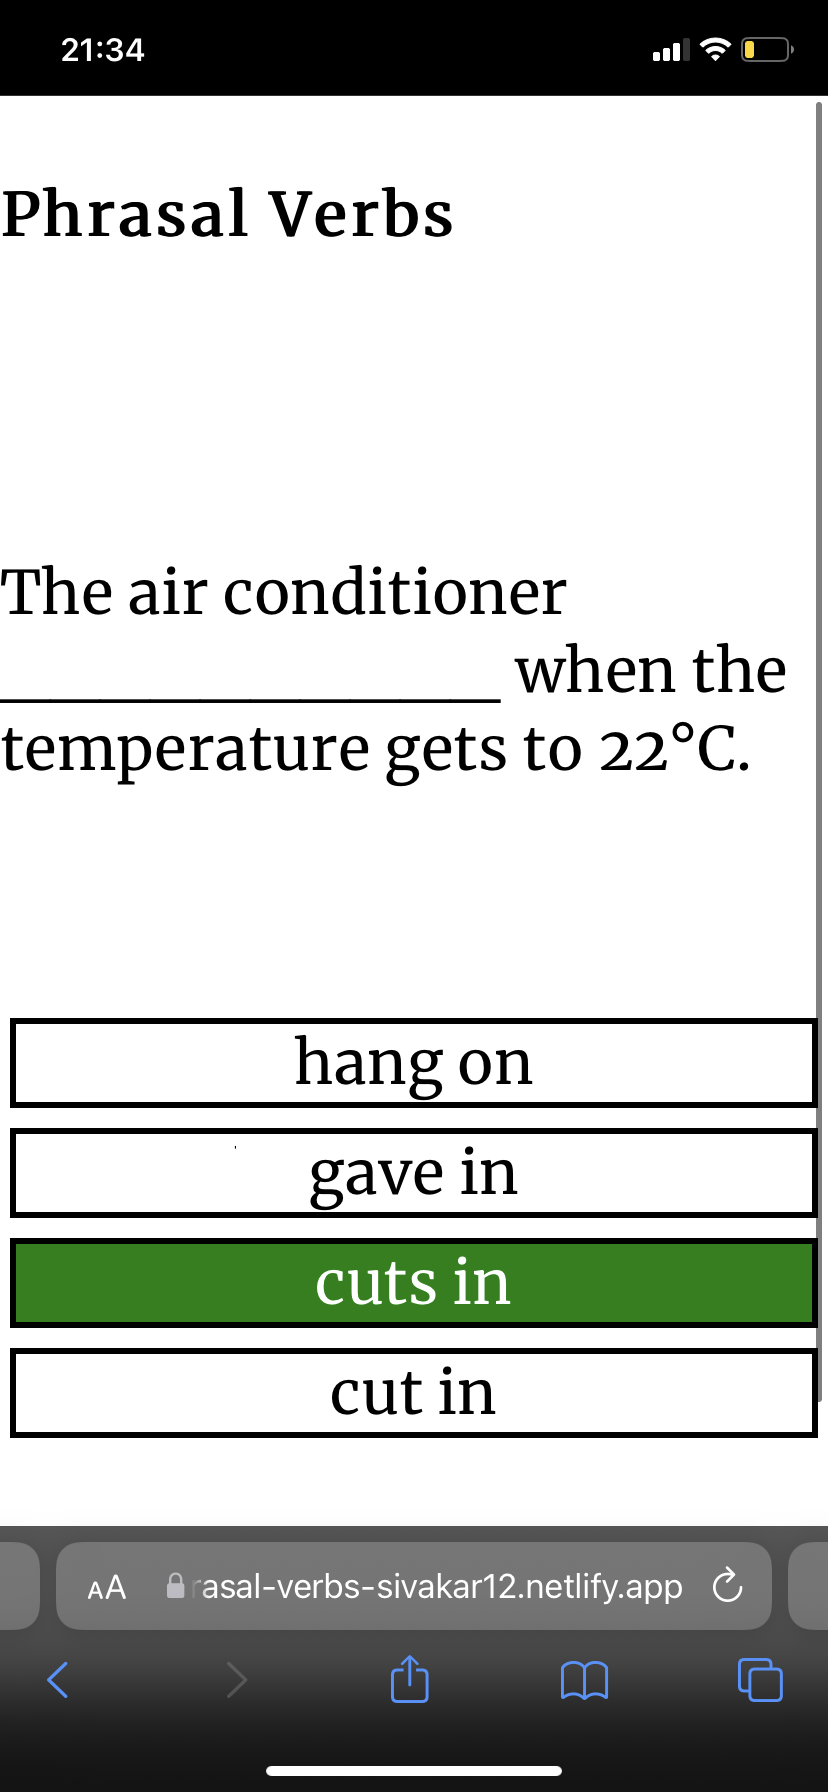 21:34
Phrasal Verbs
The air conditioner
____________ when the
temperature gets to 22°C.
hang on
gave in
cuts in
cut in
AA rasal-verbs-sivakar12.netlify.app